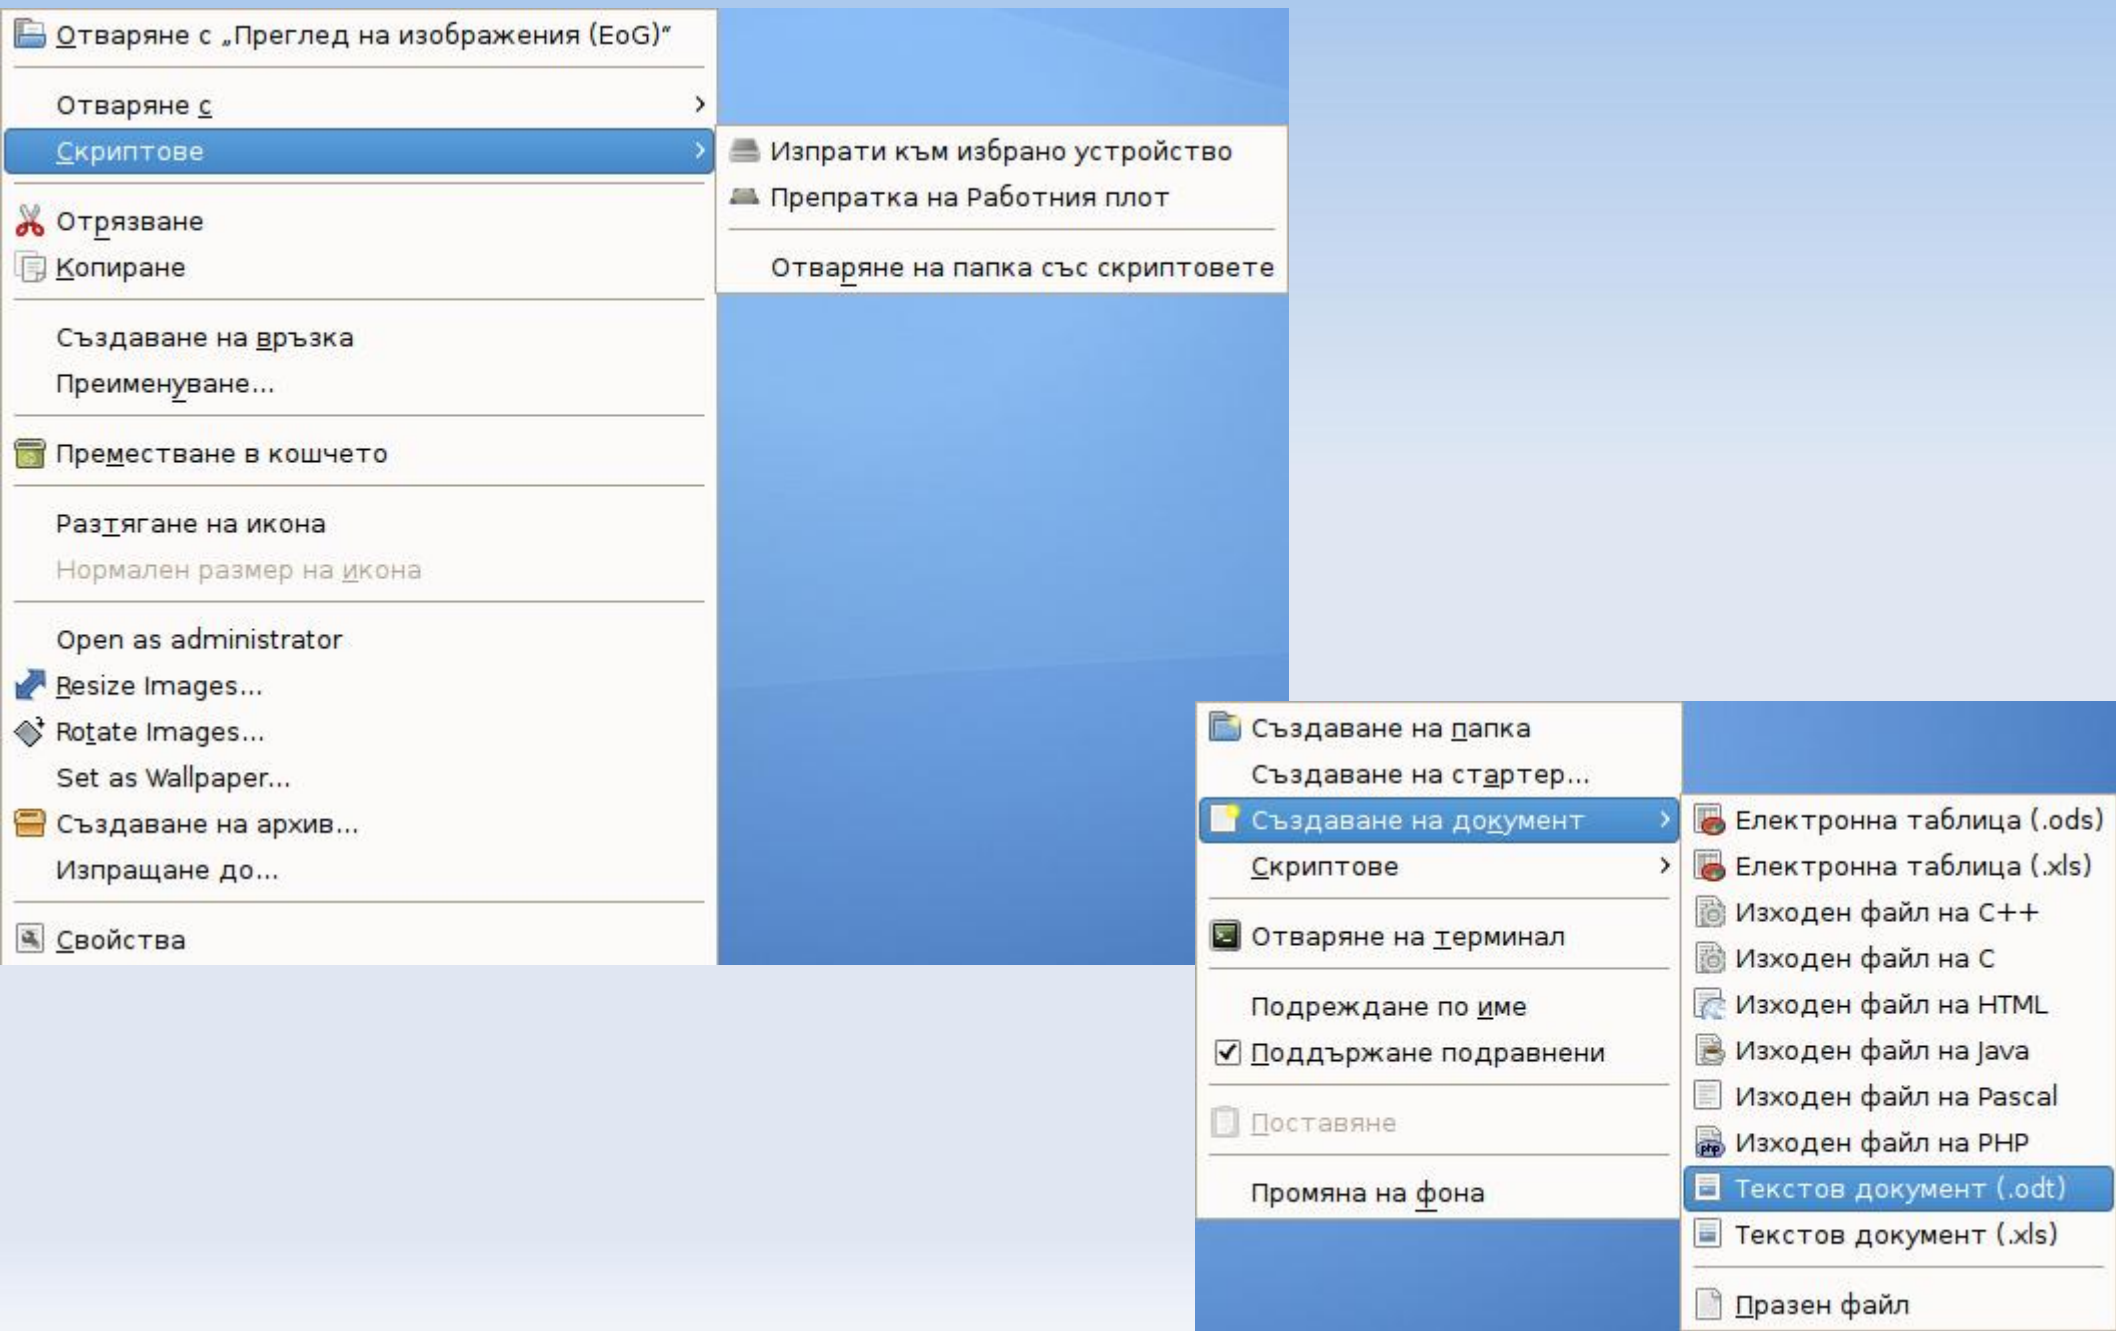 Отваряне с „Преглед на изображения (EoG)“
Отваряне с
Скриптове
Отрязване
Копиране
Създаване на връзка
Преименуване...
Преместване в кошчето
Разтягане на икона
Нормален размер на икона
Open as administrator
Resize Images...
Rotate Images...
Set as Wallpaper...
Създаване на архив...
Изпращане до...
Свойства
Изпрати към избрано устройство
Препратка на Работния плот
Отваряне на папка със скриптовете
Създаване на папка
Създаване на стартер...
Създаване на документ
Скриптове
Отваряне на терминал
Подреждане по име
Поддържане подравнени
Поставяне
Промяна на фона
Електронна таблица (.ods)
Електронна таблица (.xls)
Изходен файл на C++
Изходен файл на C
Изходен файл на HTML
Изходен файл на Java
Изходен файл на Pascal
php Изходен файл на PHP
Текстов документ (.odt)
Текстов документ (.xls)
Празен файл